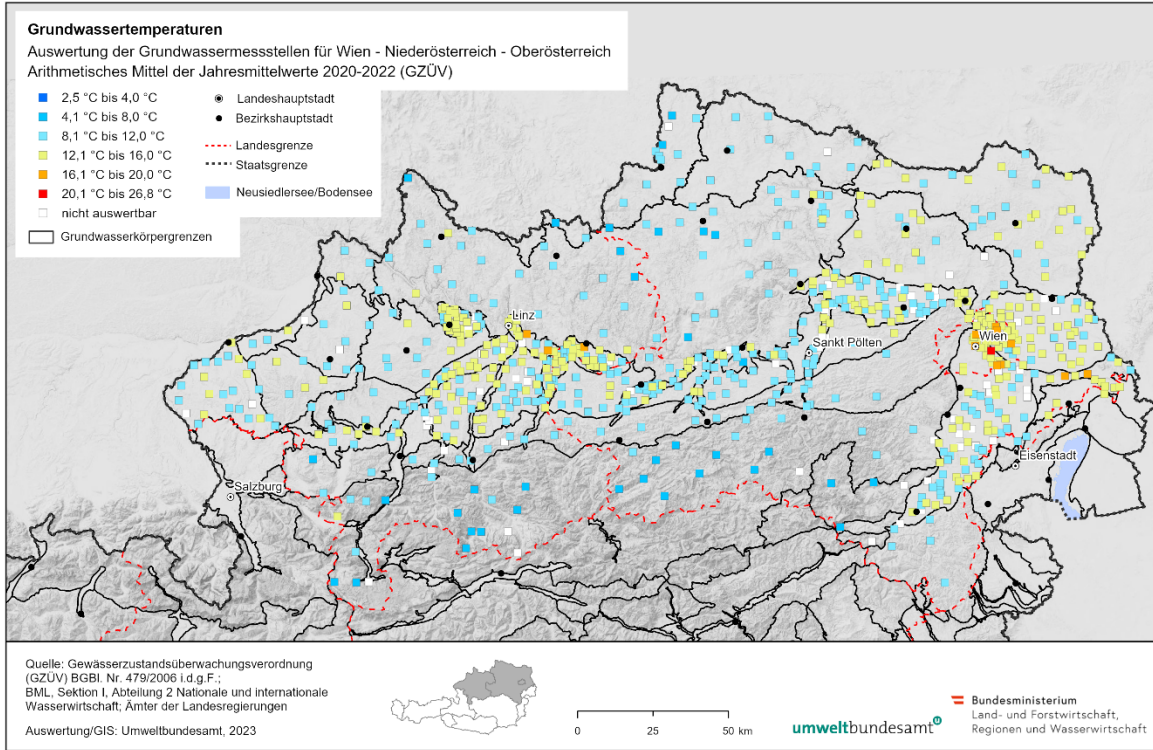 Grundwassertemperaturen
Auswertung der Grundwassermessstellen für Wien - Niederösterreich - Oberösterreich
Arithmetisches Mittel der Jahresmittelwerte 2020-2022 (GZÜV)
2,5 °C bis 4,0 °C
4,1 °C bis 8,0 °C
8,1 °C bis 12,0 °C
12,1 °C bis 16,0 °C
16,1 °C bis 20,0 °C
20,1 °C bis 26,8 °C
nicht auswertbar
Grundwasserkörpergrenzen
Landeshauptstadt
Bezirkshauptstadt
Landesgrenze
Staatsgrenze
Neusiedlersee/Bodensee
Linz
Wien
Sankt Pölten
Eisenstadt
Salzburg
Quelle: Gewässerzustandsüberwachungsverordnung
(GZÜV) BGBl. Nr. 479/2006 i.d.g.F.;
BML, Sektion I, Abteilung 2 Nationale und internationale
Wasserwirtschaft; Ämter der Landesregierungen
Auswertung/GIS: Umweltbundesamt, 2023
0 25 50 km
umweltbundesamt
Bundesministerium
Land- und Forstwirtschaft,
Regionen und Wasserwirtschaft